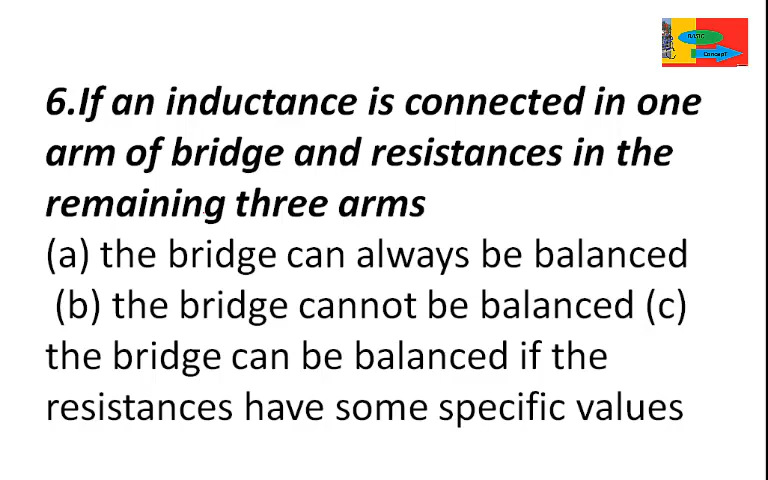 BASIC
Concept
6.If an inductance is connected in one
arm of bridge and resistances in the
remaining three arms
(a) the bridge can always be balanced
(b) the bridge cannot be balanced (c)
the bridge can be balanced if the
resistances have some specific values